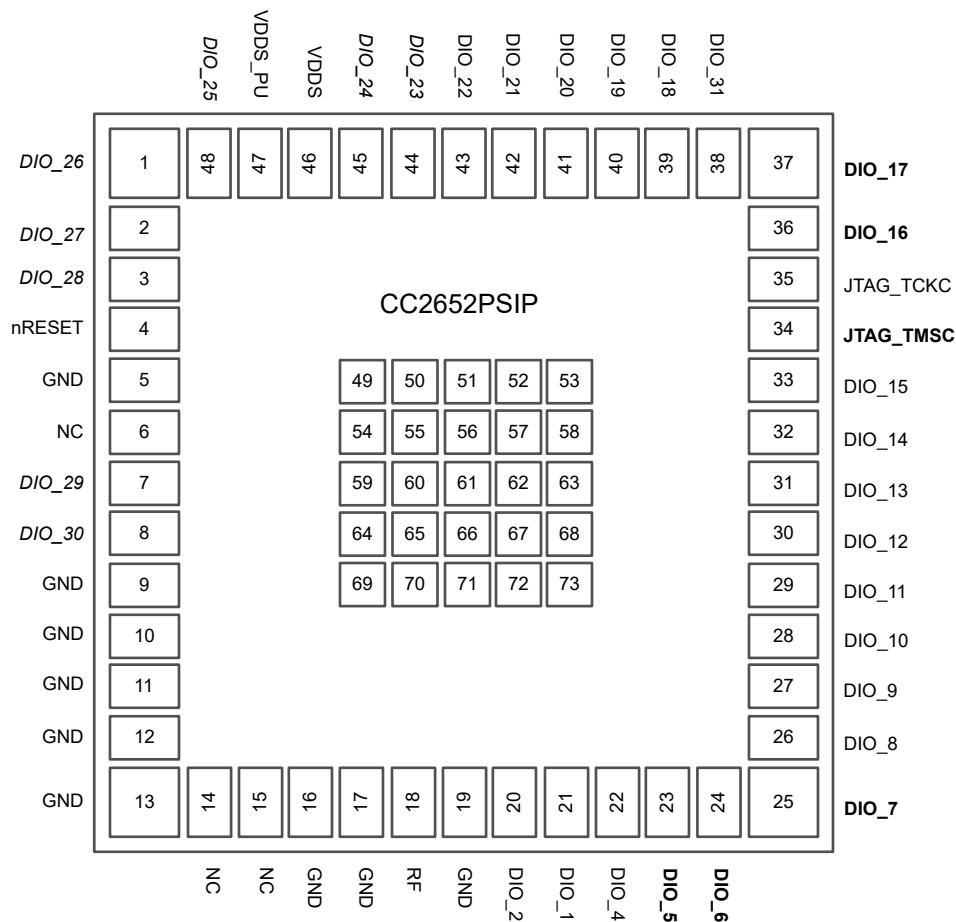 DIO_25
VDDS_PU
VDDS
DIO_24
DIO_23
DIO_22
DIO_21
DIO_20
DIO_19
DIO_18
DIO_31
DIO_26 1 48 47 46 45 44 43 42 41 40 39 38 37 DIO_17
DIO_27 2 36 DIO_16
DIO_28 3 35 JTAG_TCKC
CC2652PSIP
nRESET 4 34 JTAG_TMSC
GND 5 49 50 51 52 53 33 DIO_15
NC 6 54 55 56 57 58 32 DIO_14
DIO_29 7 59 60 61 62 63 31 DIO_13
DIO_30 8 64 65 66 67 68 30 DIO_12
GND 9 69 70 71 72 73 29 DIO_11
GND 10 28 DIO_10
GND 11 27 DIO_9
GND 12 26 DIO_8
GND 13 14 15 16 17 18 19 20 21 22 23 24 25 DIO_7
NC
NC
GND
GND
RF
GND
DIO_2
DIO_1
DIO_4
DIO_5
DIO_6